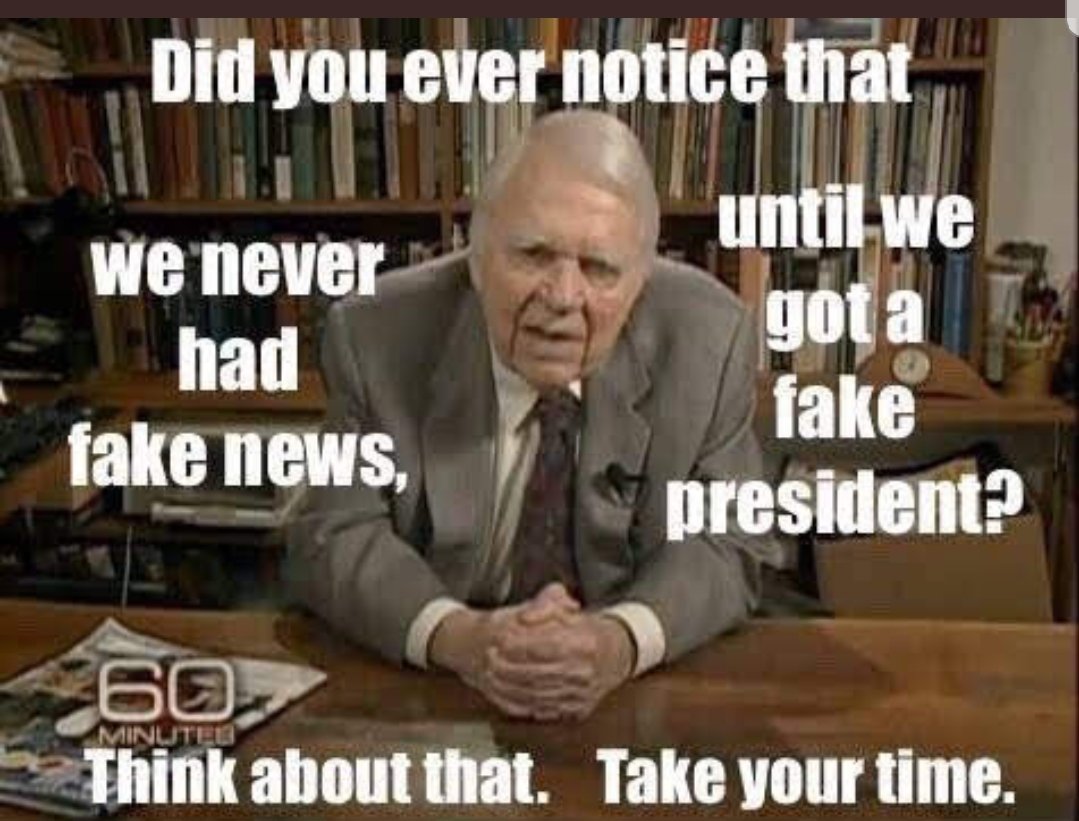 Did you ever notice that
we never
had
fake news,
until we
got a
fake
president?
60
MINUTES
Think about that. Take your time.